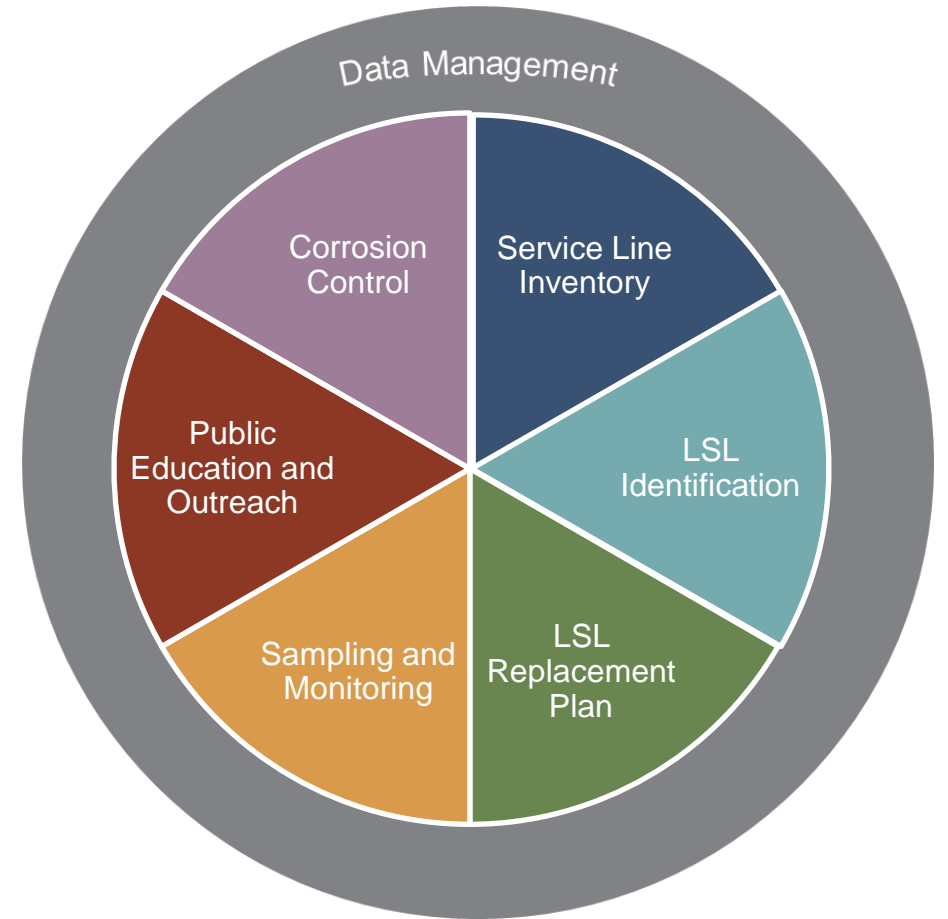 Data Management
Corrosion
Control
Service Line
Inventory
LSL
Identification
LSL
Replacement
Plan
Sampling and
Monitoring
Public
Education and
Outreach